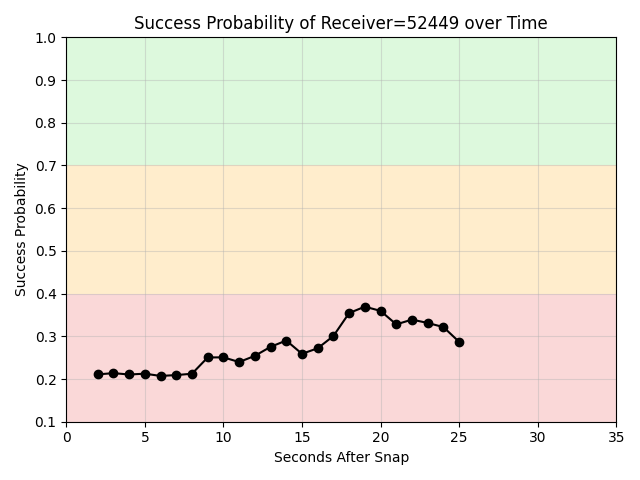 Success Probability of Receiver=52449 over Time
1.0
0.9
0.8
0.7
0.6
0.5
0.4
0.3
0.2
0.1
Success Probability
0 5 10 15 20 25 30 35
Seconds After Snap